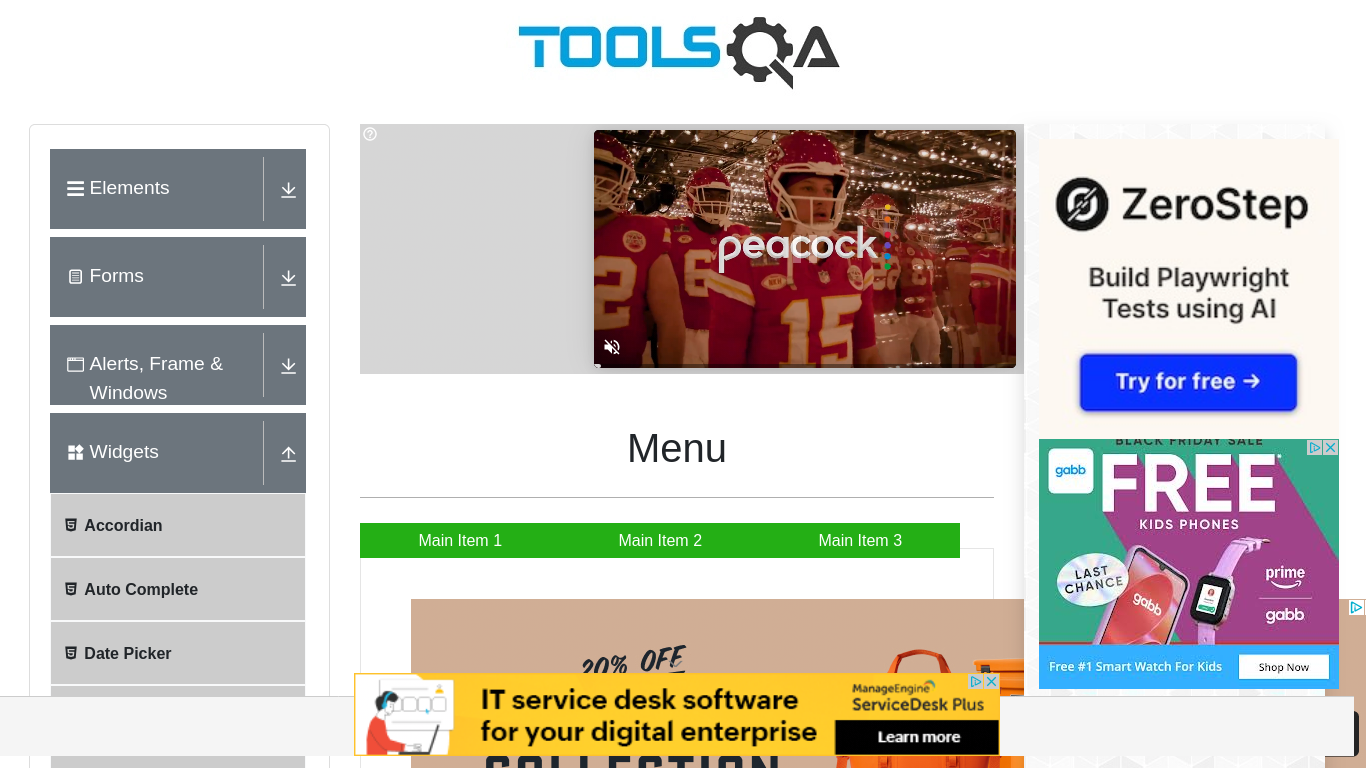 TOOLSQA
Elements
Forms
Alerts, Frame &
Windows
Widgets
Accordian
Auto Complete
Date Picker
peacock
15
Menu
Main Item 1
Main Item 2
Main Item 3
20% OFF
COLLECTION
IT service desk software
for your digital enterprise
ManageEngine
ServiceDesk Plus
Learn more
ZeroStep
Build Playwright
Tests using AI
Try for free →
BLACK FRIDAY SALE
gabb
FREE
KIDS PHONES
LAST
CHANCE
gabb
prime
gabb
Free #1 Smart Watch For Kids
Shop Now